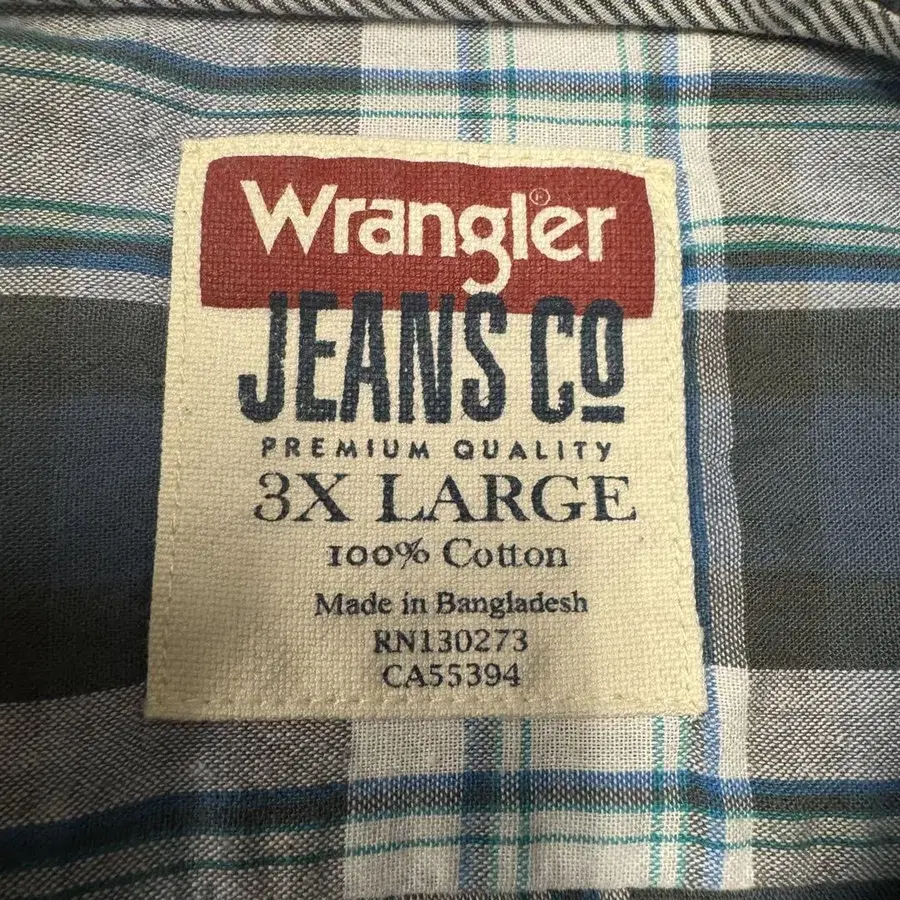 Wrangler®
JEANS Co
PREMIUM QUALITY
3X LARGE
100% Cotton
Made in Bangladesh
RN130273
CA55394